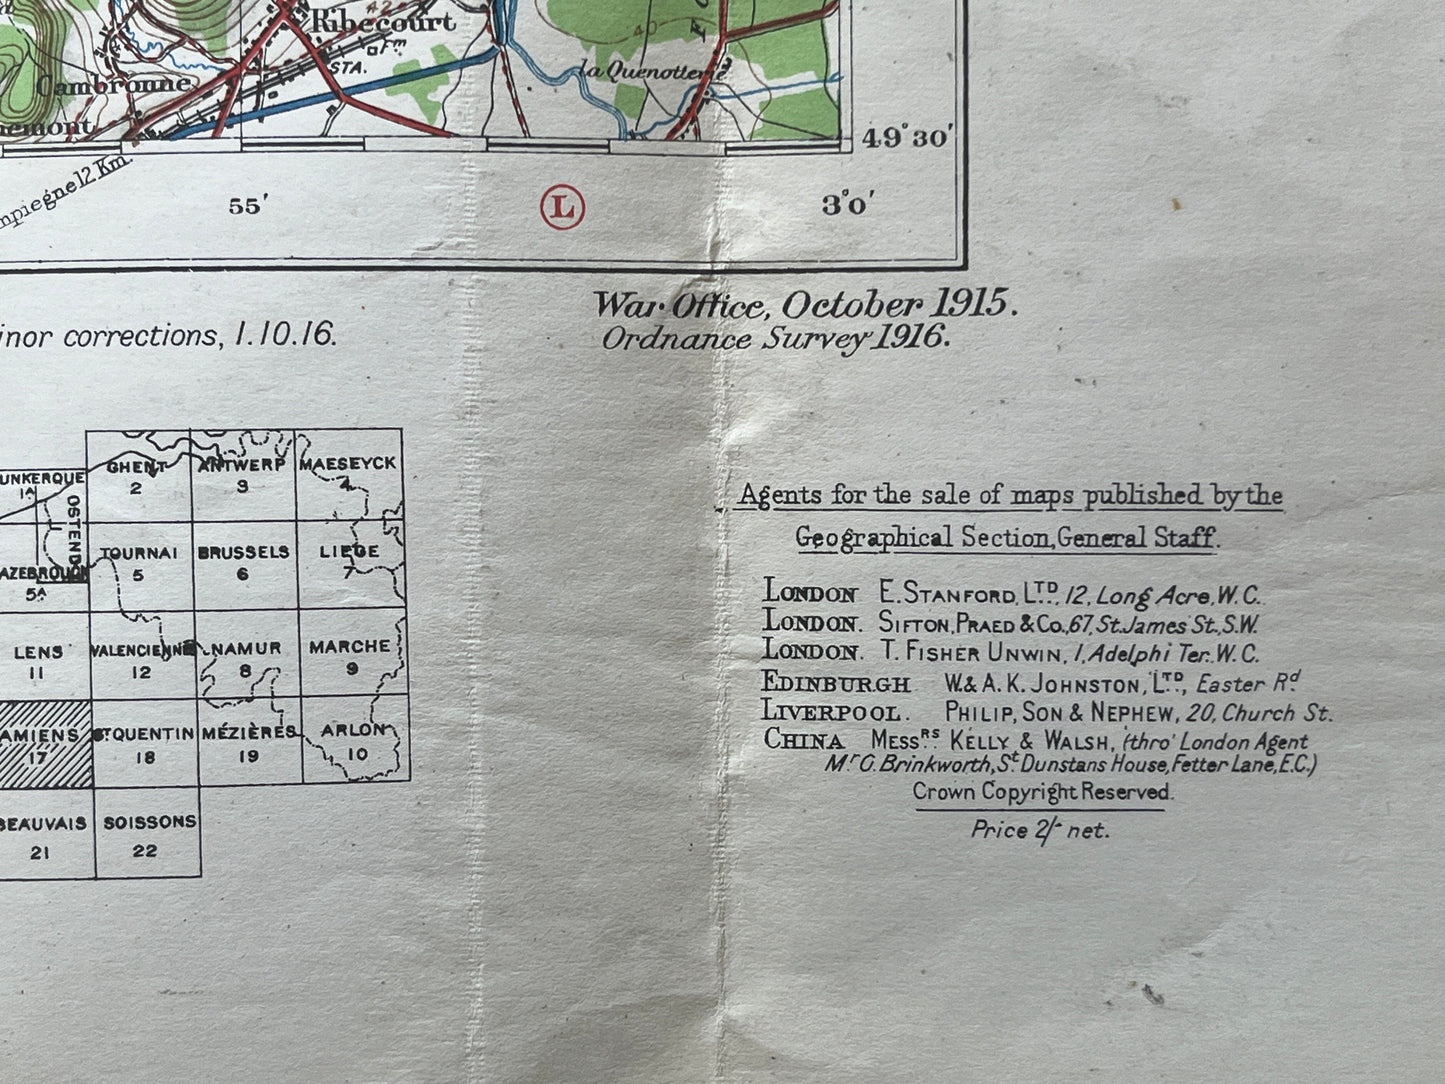 Ribécourt
Fm
STA.
la Quenotterie
Cambronne
49°30'
55'
L
3°0'
War Office, October 1915.
Ordnance Survey 1916.
corrections, 1.10.16.
GHENT
2
ANTWERP
3
MAESEYCK
4
1A
OSTEND
TOURNAI
5
BRUSSELS
6
LIEGE
7
5A
LENS
11
VALENCIENNES
12
NAMUR
8
MARCHE
9
AMIENS
17
ST QUENTIN
18
MÉZIÈRES
19
ARLON
10
BEAUVAIS
21
SOISSONS
22
Agents for the sale of maps published by the
Geographical Section, General Staff.
LONDON E. STANFORD, LTD., 12, Long Acre, W.C.
LONDON. SIFTON, PRAED & Co., 67, St. James St., S.W.
LONDON. T. FISHER UNWIN, 1, Adelphi Ter. W.C.
EDINBURGH W. & A. K. JOHNSTON, LTD., Easter Rd
LIVERPOOL. PHILIP, SON & NEPHEW, 20, Church St.
CHINA MESSRS. KELLY & WALSH, (thro' London Agent
Mr C. Brinkworth, St Dunstans House, Fetter Lane, E.C.)
Crown Copyright Reserved.
Price 2/- net.